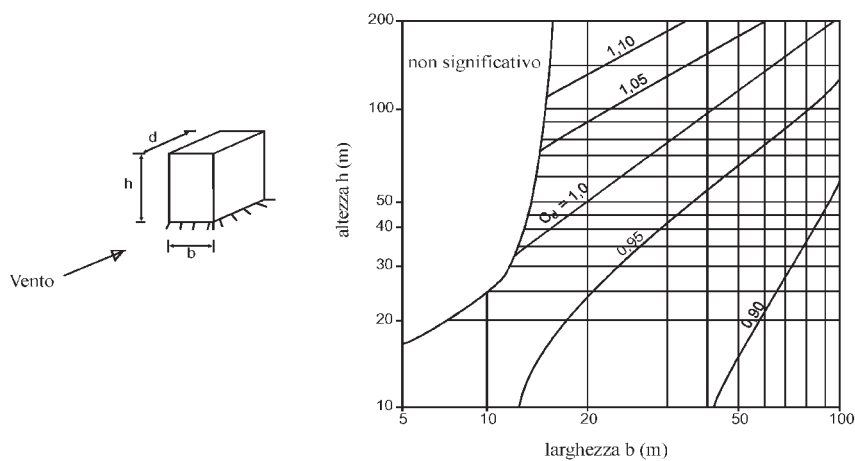 d
h
b
Vento
altezza h (m)
200
100
50
40
30
20
10
non significativo
1,10
1,05
Cd = 1,0
0,95
0,90
5
10
20
50
100
larghezza b (m)